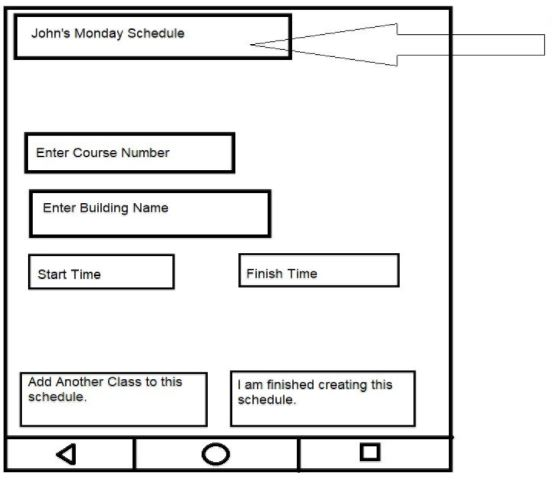 John's Monday Schedule
Enter Course Number
Enter Building Name
Start Time
Finish Time
Add Another Class to this
schedule.
I am finished creating this
schedule.